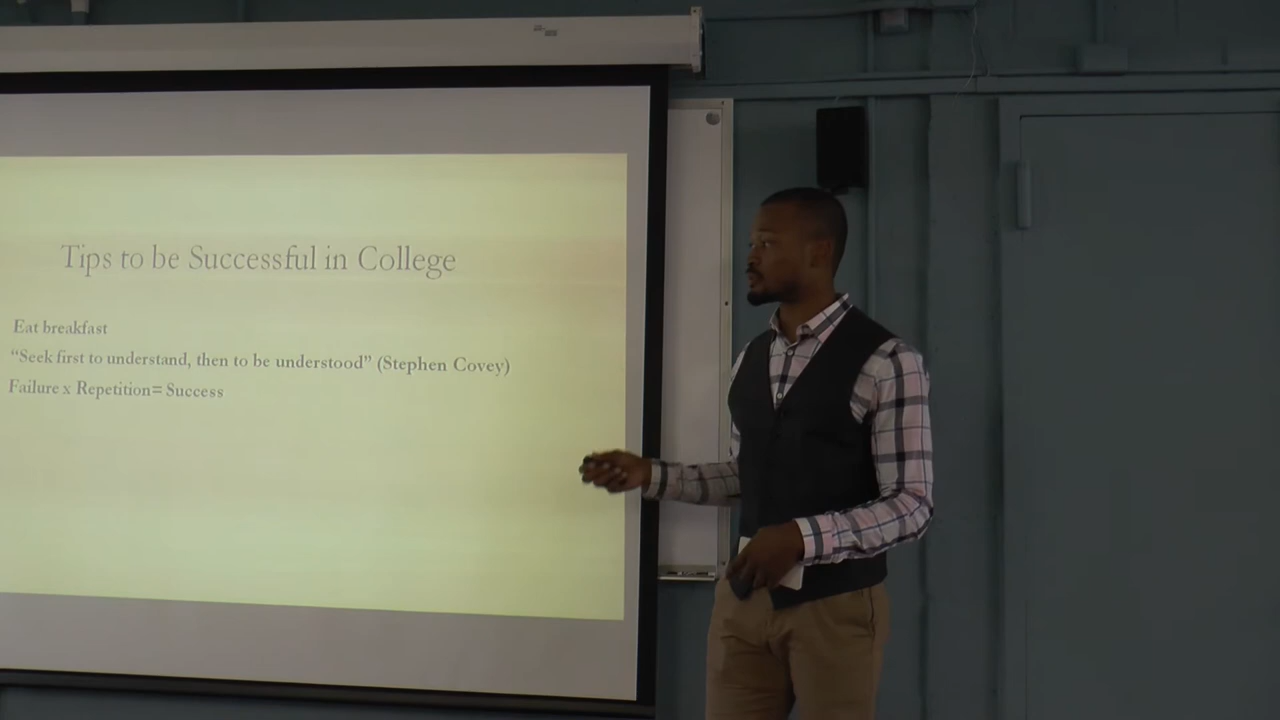 Tips to be Successful in College
Eat breakfast
“Seek first to understand, then to be understood” (Stephen Covey)
Failure x Repetition= Success